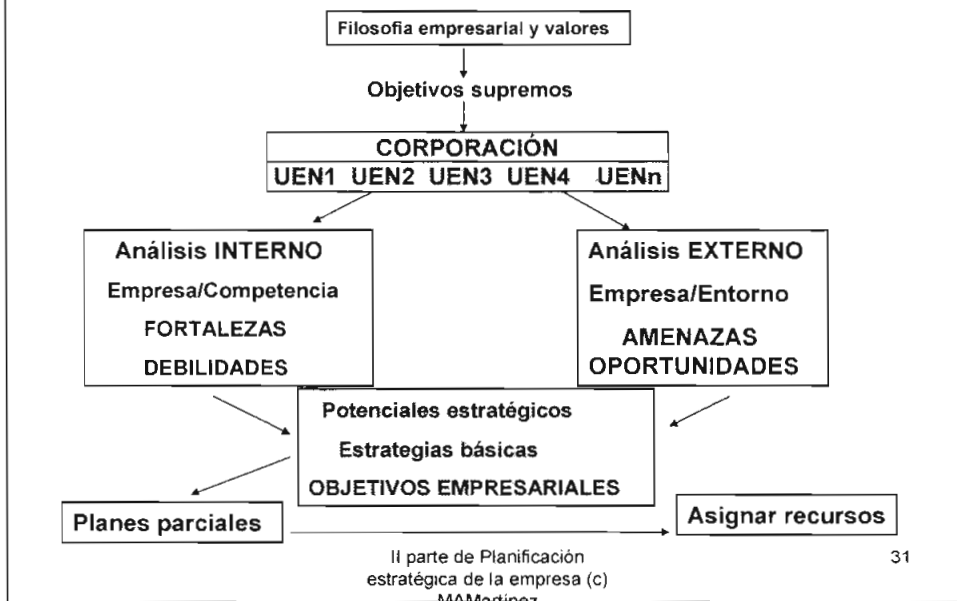 Filosofia empresarial y valores
Objetivos supremos
CORPORACIÓN
UEN1 UEN2 UEN3 UEN4 UENn
Análisis INTERNO
Empresa/Competencia
FORTALEZAS
DEBILIDADES
Análisis EXTERNO
Empresa/Entorno
AMENAZAS
OPORTUNIDADES
Potenciales estratégicos
Estrategias básicas
OBJETIVOS EMPRESARIALES
Planes parciales
Asignar recursos
II parte de Planificación
estratégica de la empresa (c)
MAMartínez
31